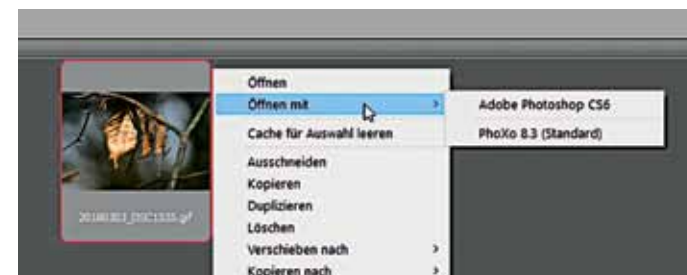 Öffnen
Öffnen mit
Cache für Auswahl leeren
Ausschneiden
Kopieren
Duplizieren
Löschen
Verschieben nach
Kopieren nach
Adobe Photoshop CS6
PhoXo 8.3 (Standard)